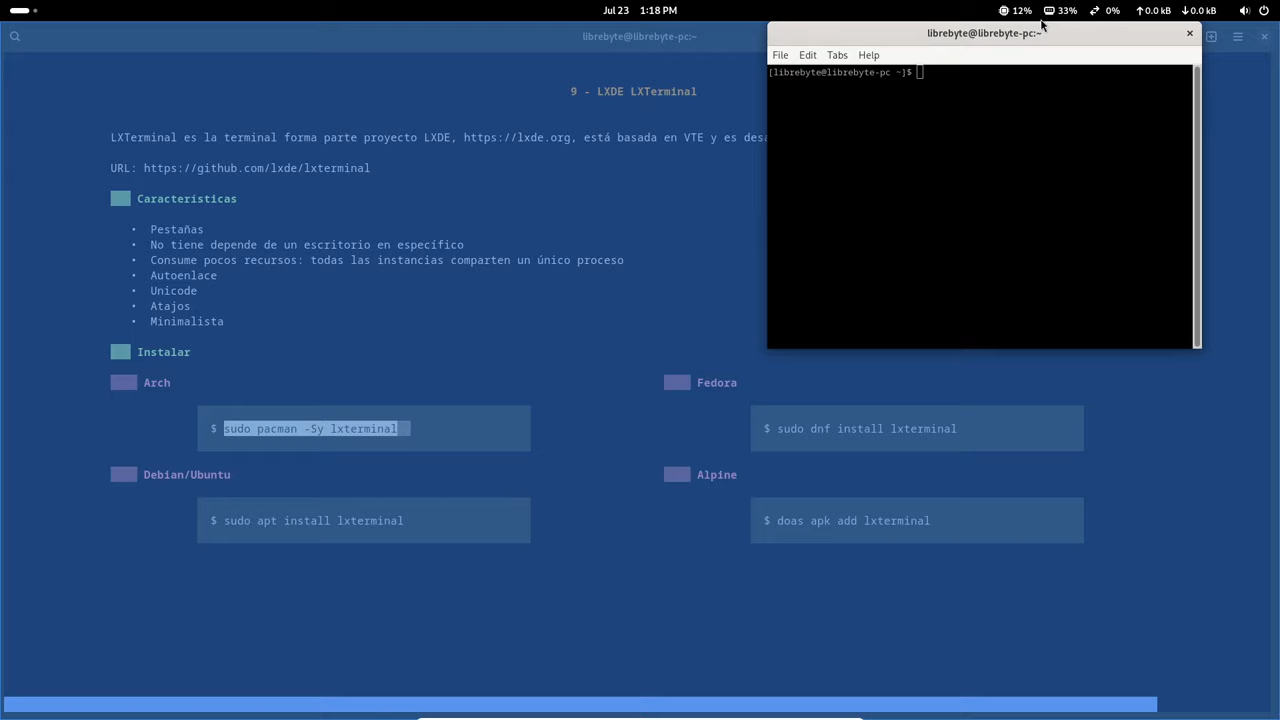 Jul 23 1:18 PM
12% 33% 0% 0.0 kB 0.0 kB
librebyte@librebyte-pc:~
librebyte@librebyte-pc:~
File Edit Tabs Help
[librebyte@librebyte-pc ~]$
9 - LXDE LXTerminal
LXTerminal es la terminal forma parte proyecto LXDE, https://lxde.org, está basada en VTE y es desa
URL: https://github.com/lxde/lxterminal
Características
• Pestañas
• No tiene depende de un escritorio en específico
• Consume pocos recursos: todas las instancias comparten un único proceso
• Autoenlace
• Unicode
• Atajos
• Minimalista
Instalar
Arch
$ sudo pacman -Sy lxterminal
Fedora
$ sudo dnf install lxterminal
Debian/Ubuntu
$ sudo apt install lxterminal
Alpine
$ doas apk add lxterminal